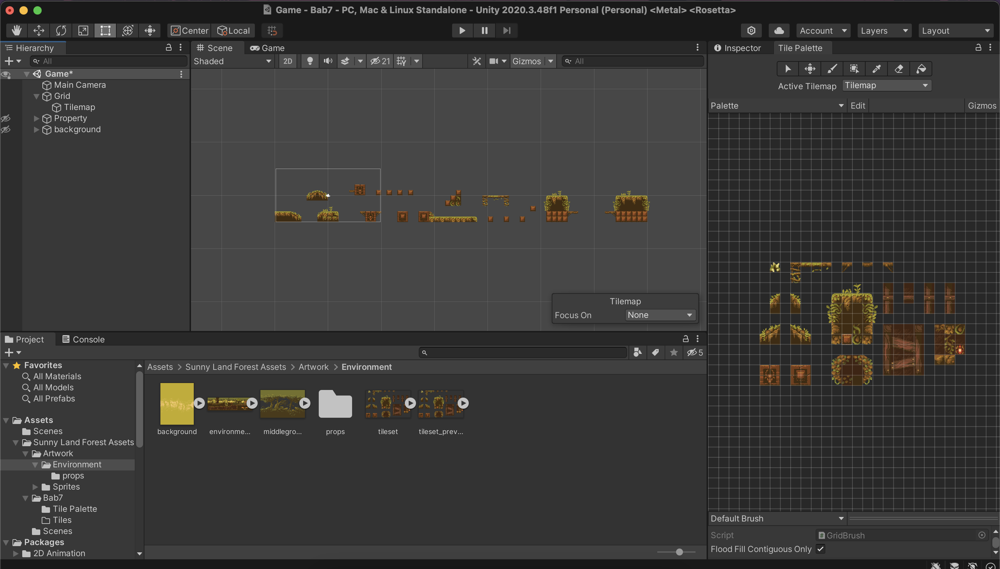 Game - Bab7 - PC, Mac & Linux Standalone - Unity 2020.3.48f1 Personal (Personal) <Metal> <Rosetta>
Center
Local
Account
Layers
Layout
Hierarchy
All
Game*
Main Camera
Grid
Tilemap
Property
background
Scene
Game
Shaded
2D
21
Gizmos
All
Tilemap
Focus On
None
Inspector
Tile Palette
Active Tilemap
Tilemap
Palette
Edit
Gizmos
Default Brush
Script
GridBrush
Flood Fill Contiguous Only
Project
Console
5
Favorites
All Materials
All Models
All Prefabs
Assets
Scenes
Sunny Land Forest Assets
Artwork
Environment
props
Sprites
Bab7
Tile Palette
Tiles
Scenes
Packages
2D Animation
Assets > Sunny Land Forest Assets > Artwork > Environment
background
environme...
middlegro...
props
tileset
tileset_prev...